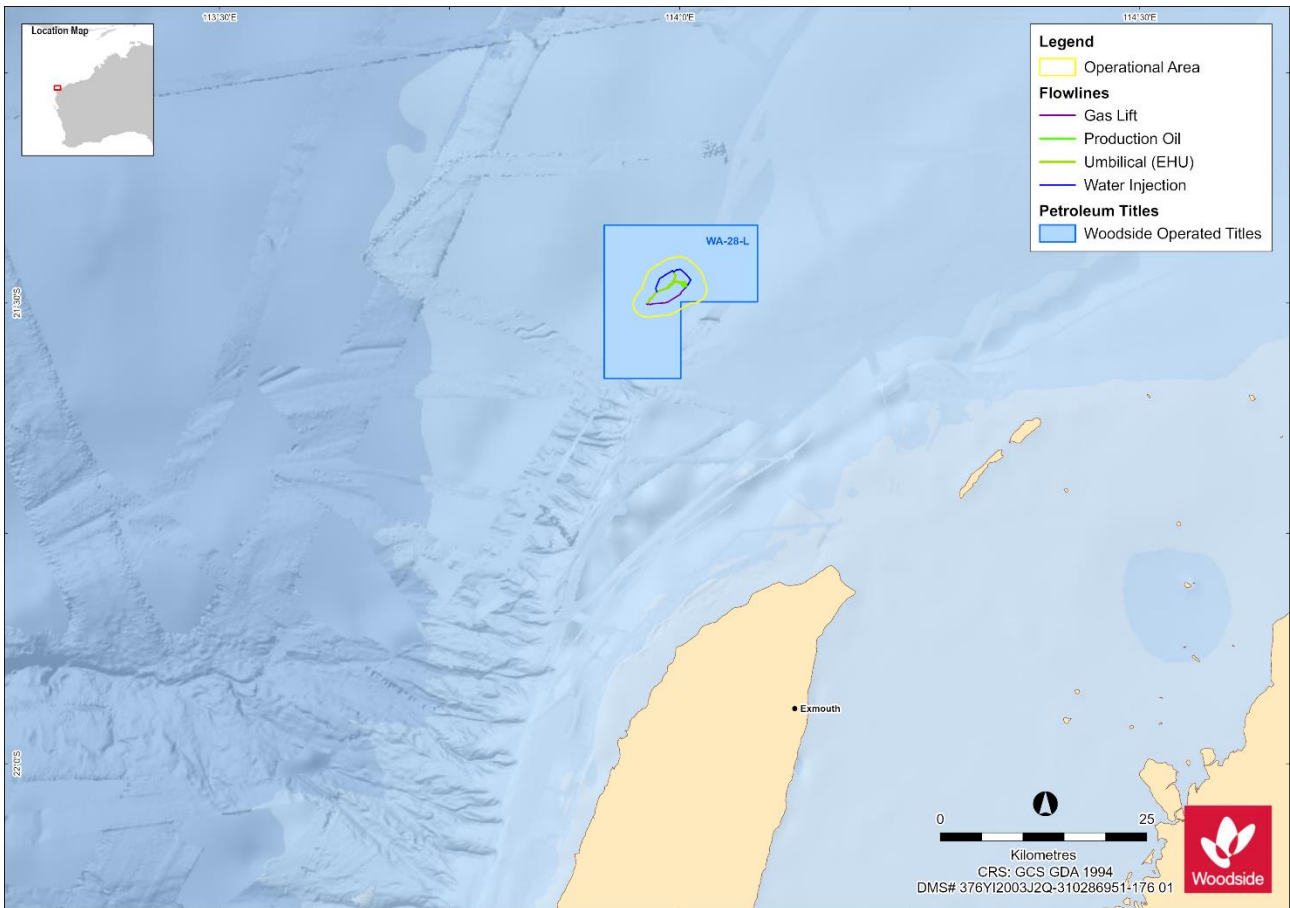 113°30'E
114°0'E
114°30'E
Location Map
Legend
Operational Area
Flowlines
Gas Lift
Production Oil
Umbilical (EHU)
Water Injection
Petroleum Titles
Woodside Operated Titles
WA-28-L
21°30'S
Exmouth
22°0'S
0 25
Kilometres
CRS: GCS GDA 1994
DMS# 376YI2003J2Q-310286951-176 01
Woodside